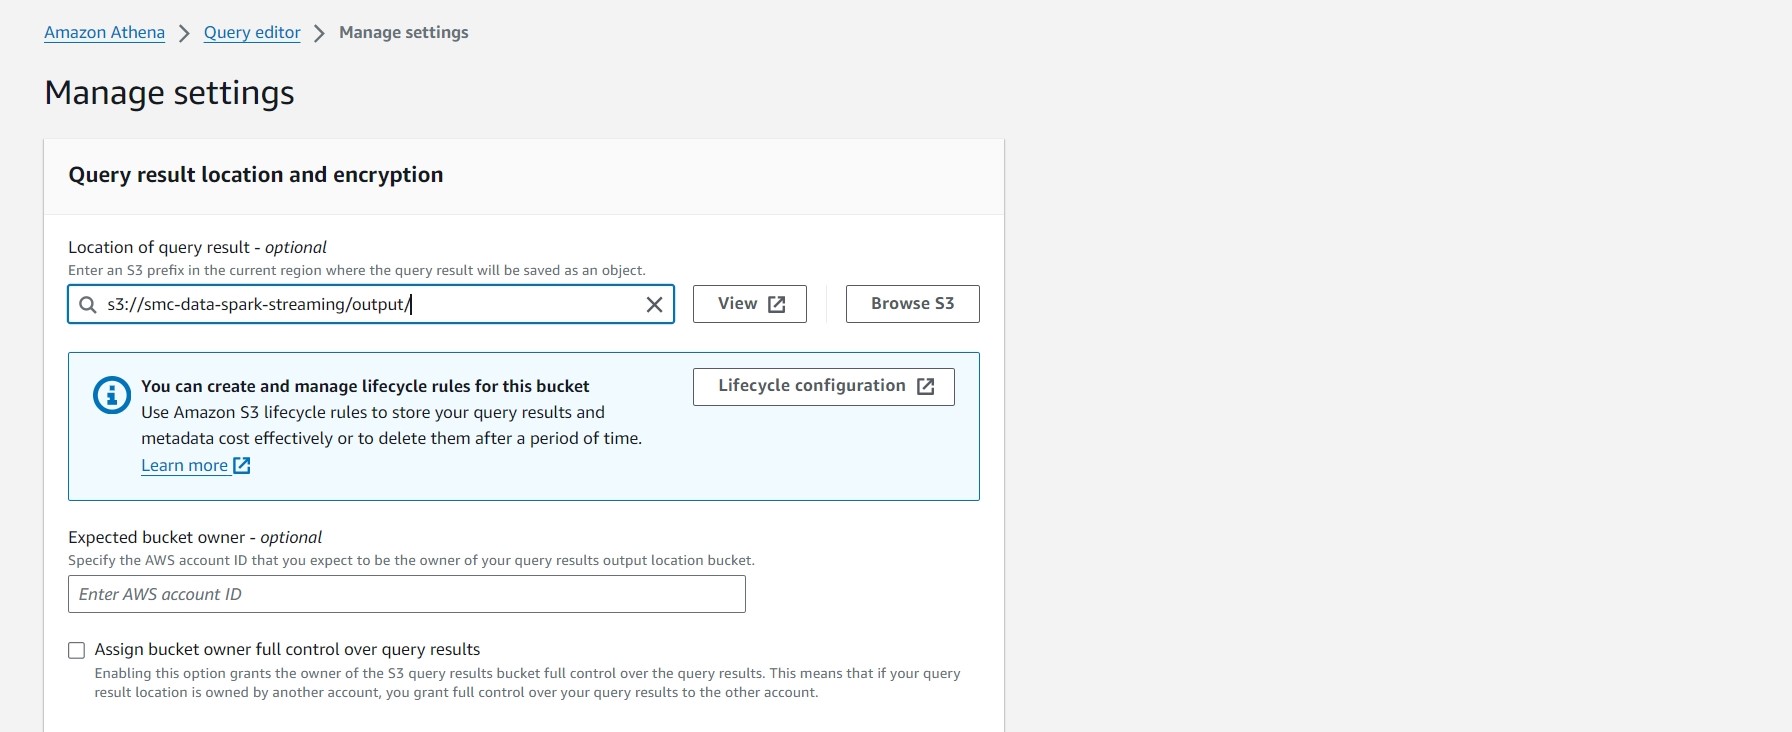 Amazon Athena > Query editor > Manage settings
Manage settings
Query result location and encryption
Location of query result - optional
Enter an S3 prefix in the current region where the query result will be saved as an object.
s3://smc-data-spark-streaming/output/
View
Browse S3
You can create and manage lifecycle rules for this bucket
Lifecycle configuration
Use Amazon S3 lifecycle rules to store your query results and
metadata cost effectively or to delete them after a period of time.
Learn more
Expected bucket owner - optional
Specify the AWS account ID that you expect to be the owner of your query results output location bucket.
Enter AWS account ID
Assign bucket owner full control over query results
Enabling this option grants the owner of the S3 query results bucket full control over the query results. This means that if your query
result location is owned by another account, you grant full control over your query results to the other account.